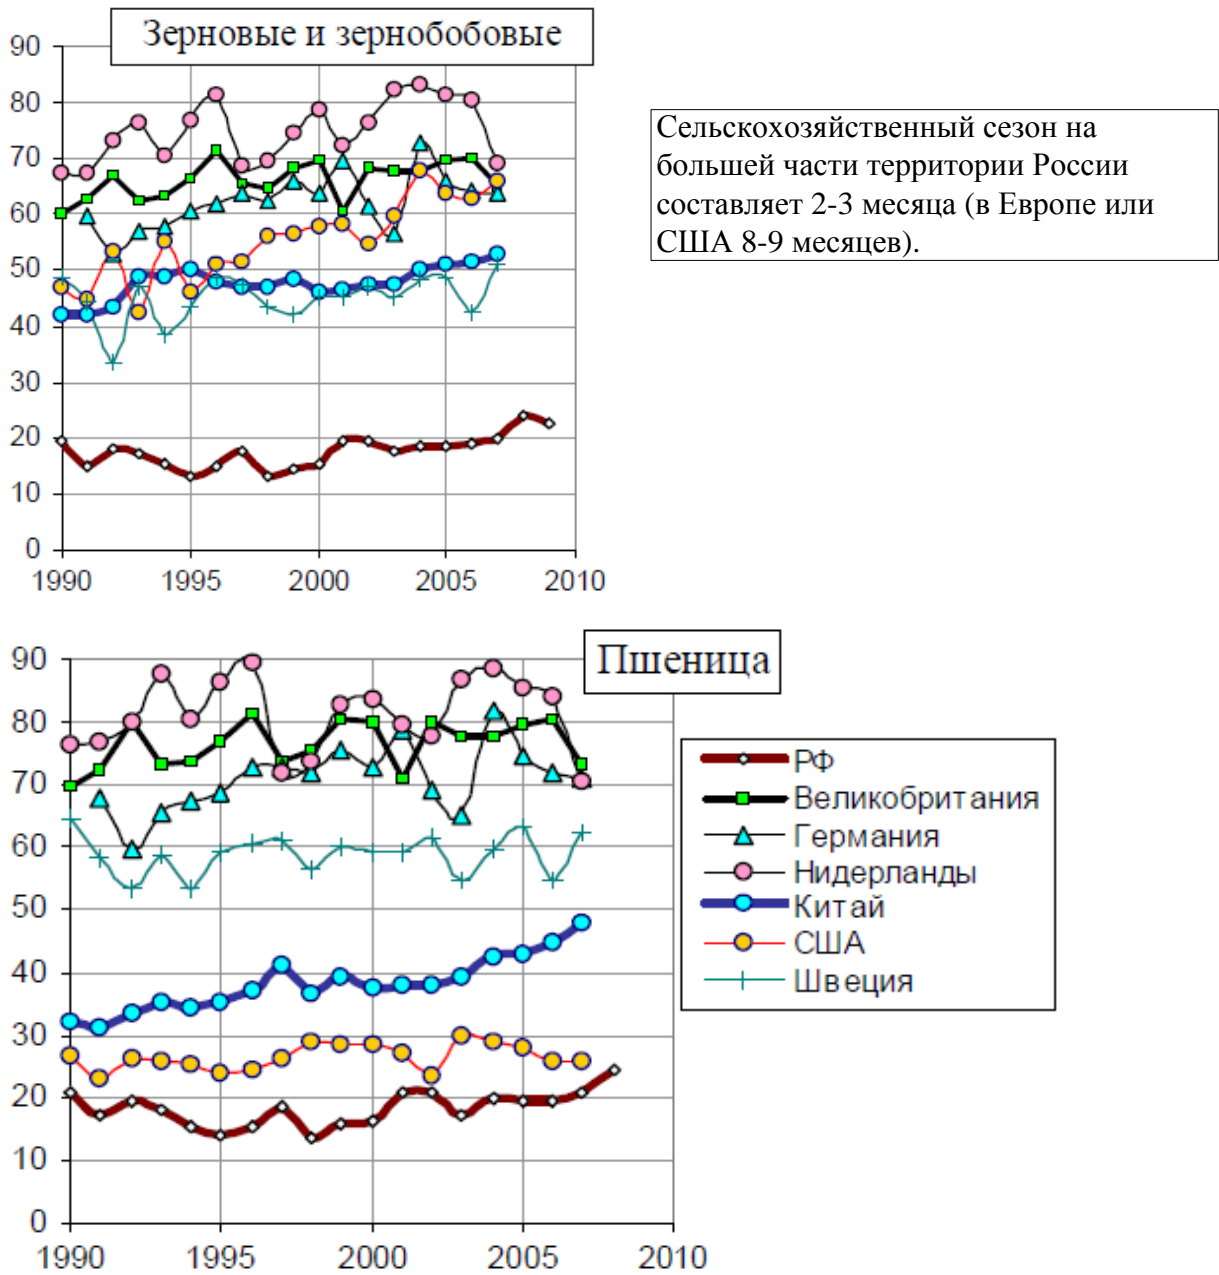 Зерновые и зернобобовые
90
80
70
60
50
40
30
20
10
0
1990 1995 2000 2005 2010
Сельскохозяйственный сезон на
большей части территории России
составляет 2-3 месяца (в Европе или
США 8-9 месяцев).
Пшеница
90
80
70
60
50
40
30
20
10
0
1990 1995 2000 2005 2010
РФ
Великобритания
Германия
Нидерланды
Китай
США
Швеция